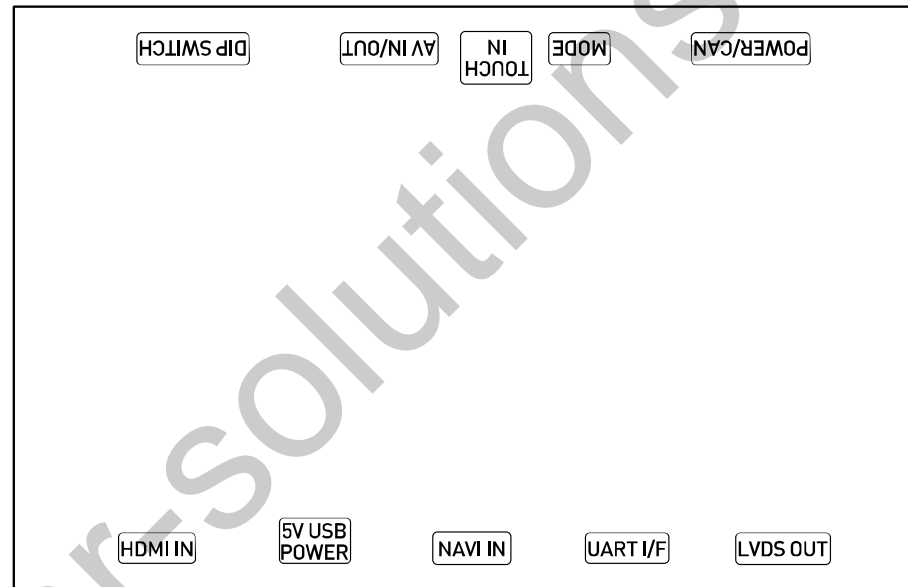 DIP SWITCH
AV IN/OUT
TOUCH
IN
MODE
POWER/CAN
HDMI IN
5V USB
POWER
NAVI IN
UART I/F
LVDS OUT
r-solutions